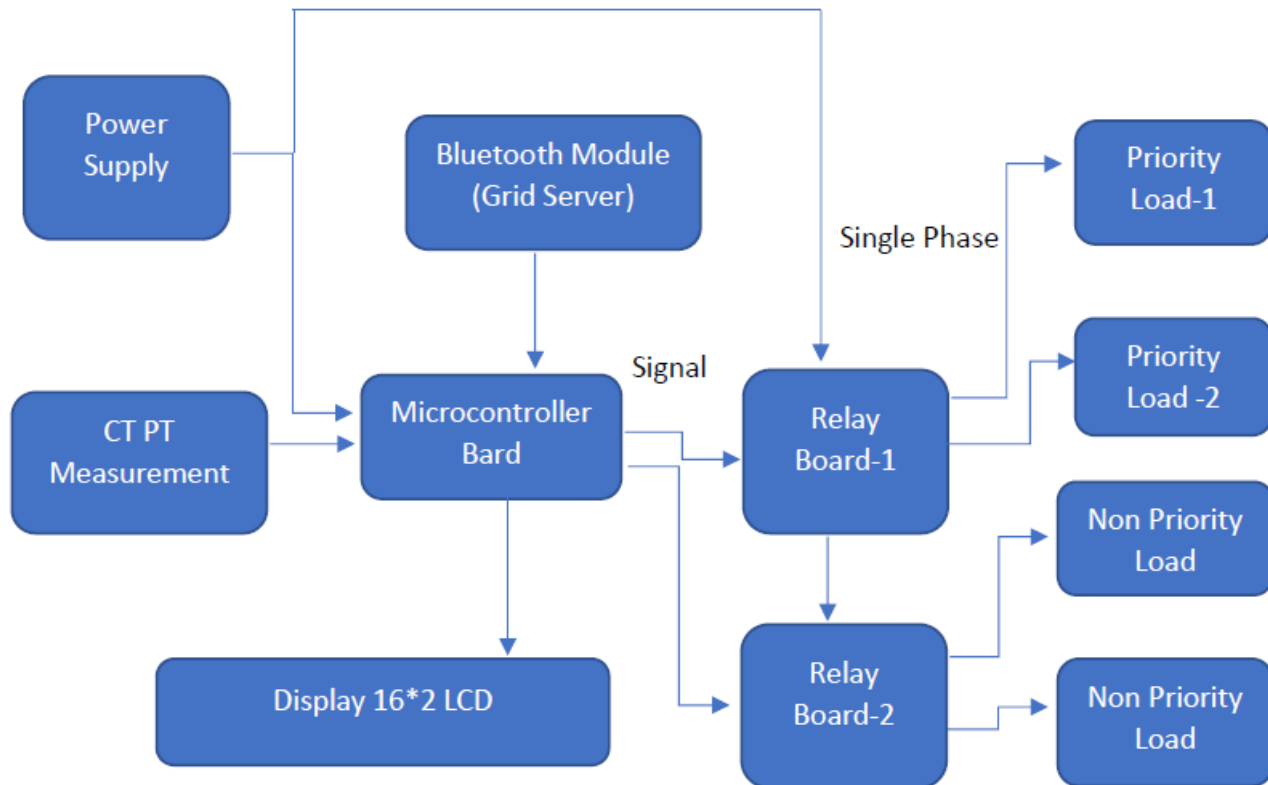 Power
Supply
Bluetooth Module
(Grid Server)
Priority
Load-1
Single Phase
Priority
Load -2
Signal
CT PT
Measurement
Microcontroller
Bard
Relay
Board-1
Non Priority
Load
Display 16*2 LCD
Relay
Board-2
Non Priority
Load